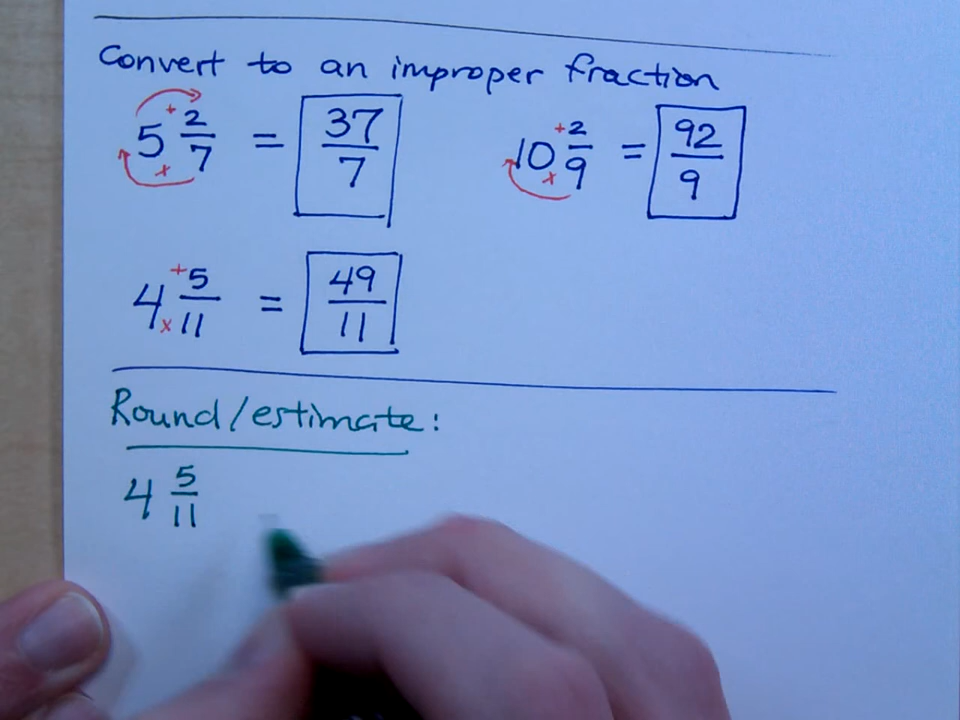 Convert to an improper fraction
5 2/7 = 37/7
10 2/9 = 92/9
4 5/11 = 49/11
Round/estimate:
4 5/11